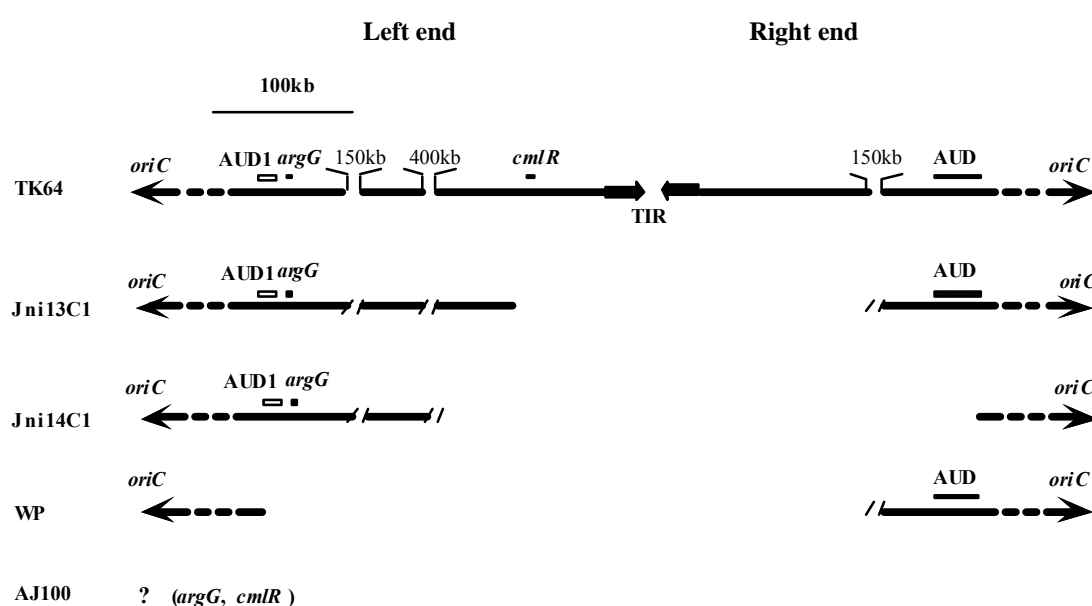 Left end Right end
100kb
oriC AUD1 argG 150kb 400kb cmlR 150kb AUD oriC
TK64
TIR
oriC AUD1 argG AUD oriC
Jni13C1
oriC AUD1 argG oriC
Jni14C1
oriC AUD oriC
WP
AJ100 ? (argG, cmlR )